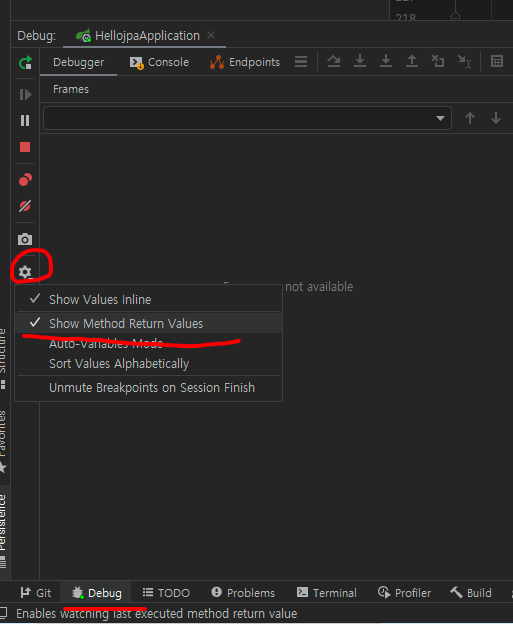 218
Debug: HellojpaApplication
Debugger Console Endpoints
Frames
not available
Show Values Inline
Show Method Return Values
Auto-Variables Mode
Sort Values Alphabetically
Unmute Breakpoints on Session Finish
Structure
Favorites
Persistence
Git Debug TODO Problems Terminal Profiler Build
Enables watching last executed method return value